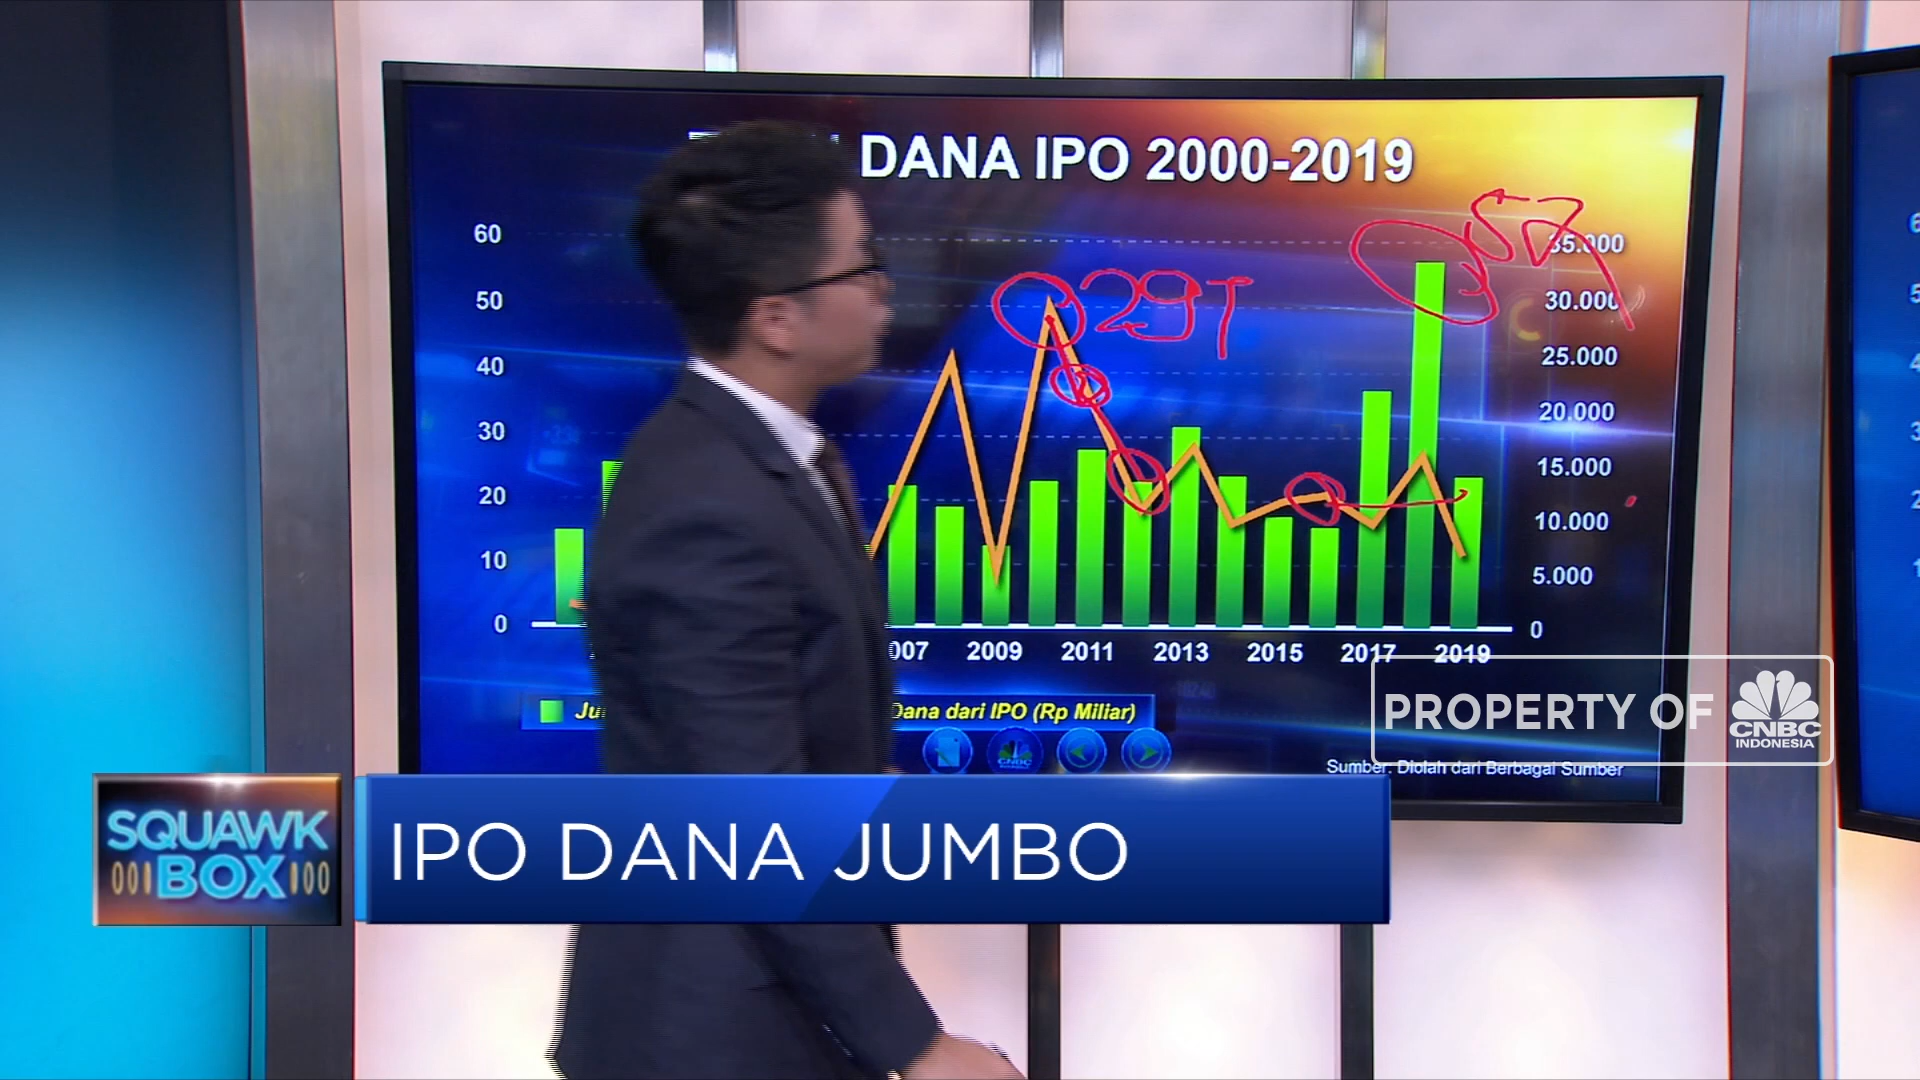 DANA IPO 2000-2019
60
50
40
30
20
10
0
35.000
30.000
25.000
20.000
15.000
10.000
5.000
0
29T
57
2009 2011 2013 2015 2017 2019
Dana dari IPO (Rp Miliar)
CNBC
Sumber: Diolah dari Berbagai Sumber
PROPERTY OF CNBC INDONESIA
SQUAWK
BOX
IPO DANA JUMBO